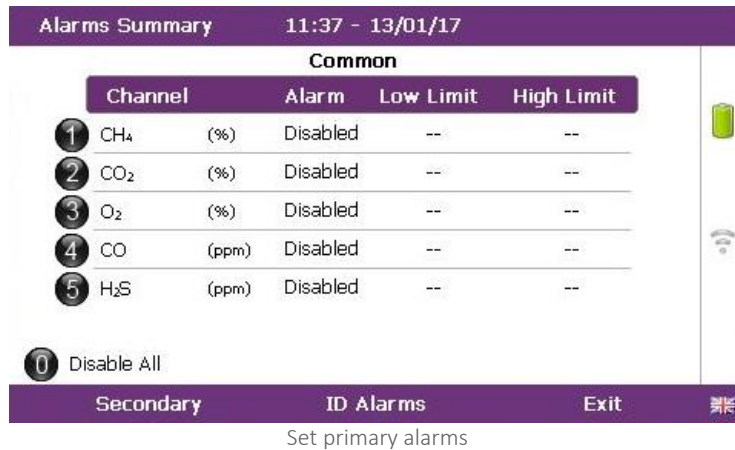 Alarms Summary 11:37 - 13/01/17
Common
Channel Alarm Low Limit High Limit
1 CH₄ (%) Disabled -- --
2 CO₂ (%) Disabled -- --
3 O₂ (%) Disabled -- --
4 CO (ppm) Disabled -- --
5 H₂S (ppm) Disabled -- --
0 Disable All
Secondary ID Alarms Exit
Set primary alarms